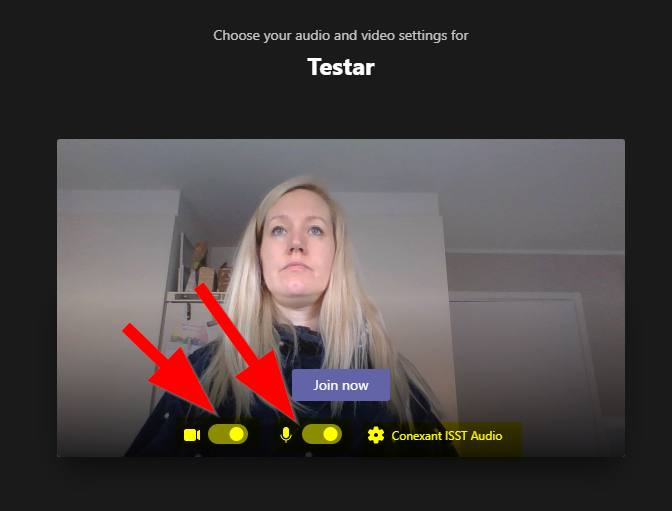 Choose your audio and video settings for
Testar
Join now
Conexant ISST Audio